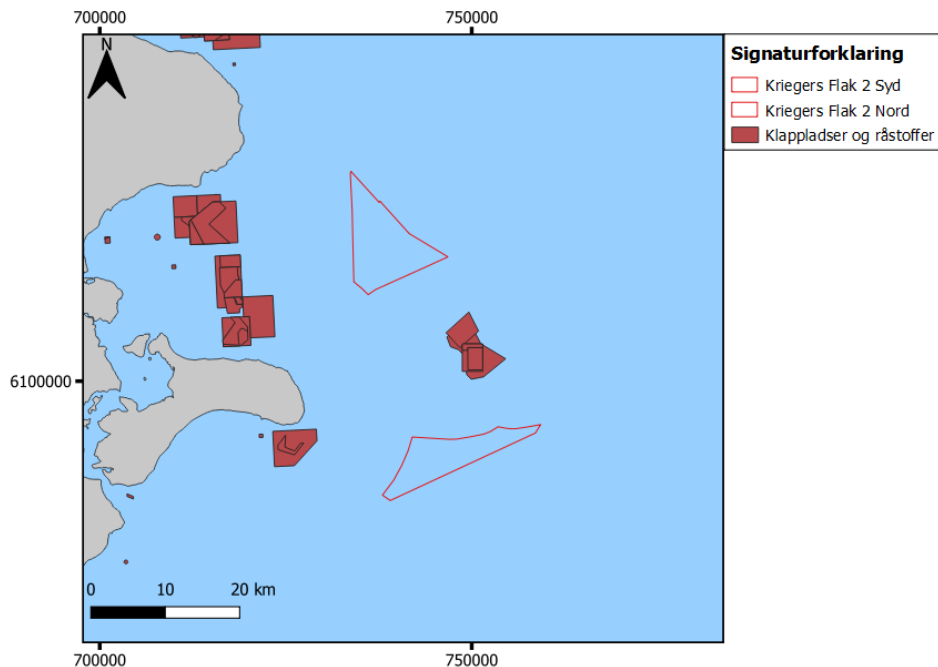 700000 750000
N
Signaturforklaring
Kriegers Flak 2 Syd
Kriegers Flak 2 Nord
Klappladser og råstoffer
6100000
0 10 20 km
700000 750000